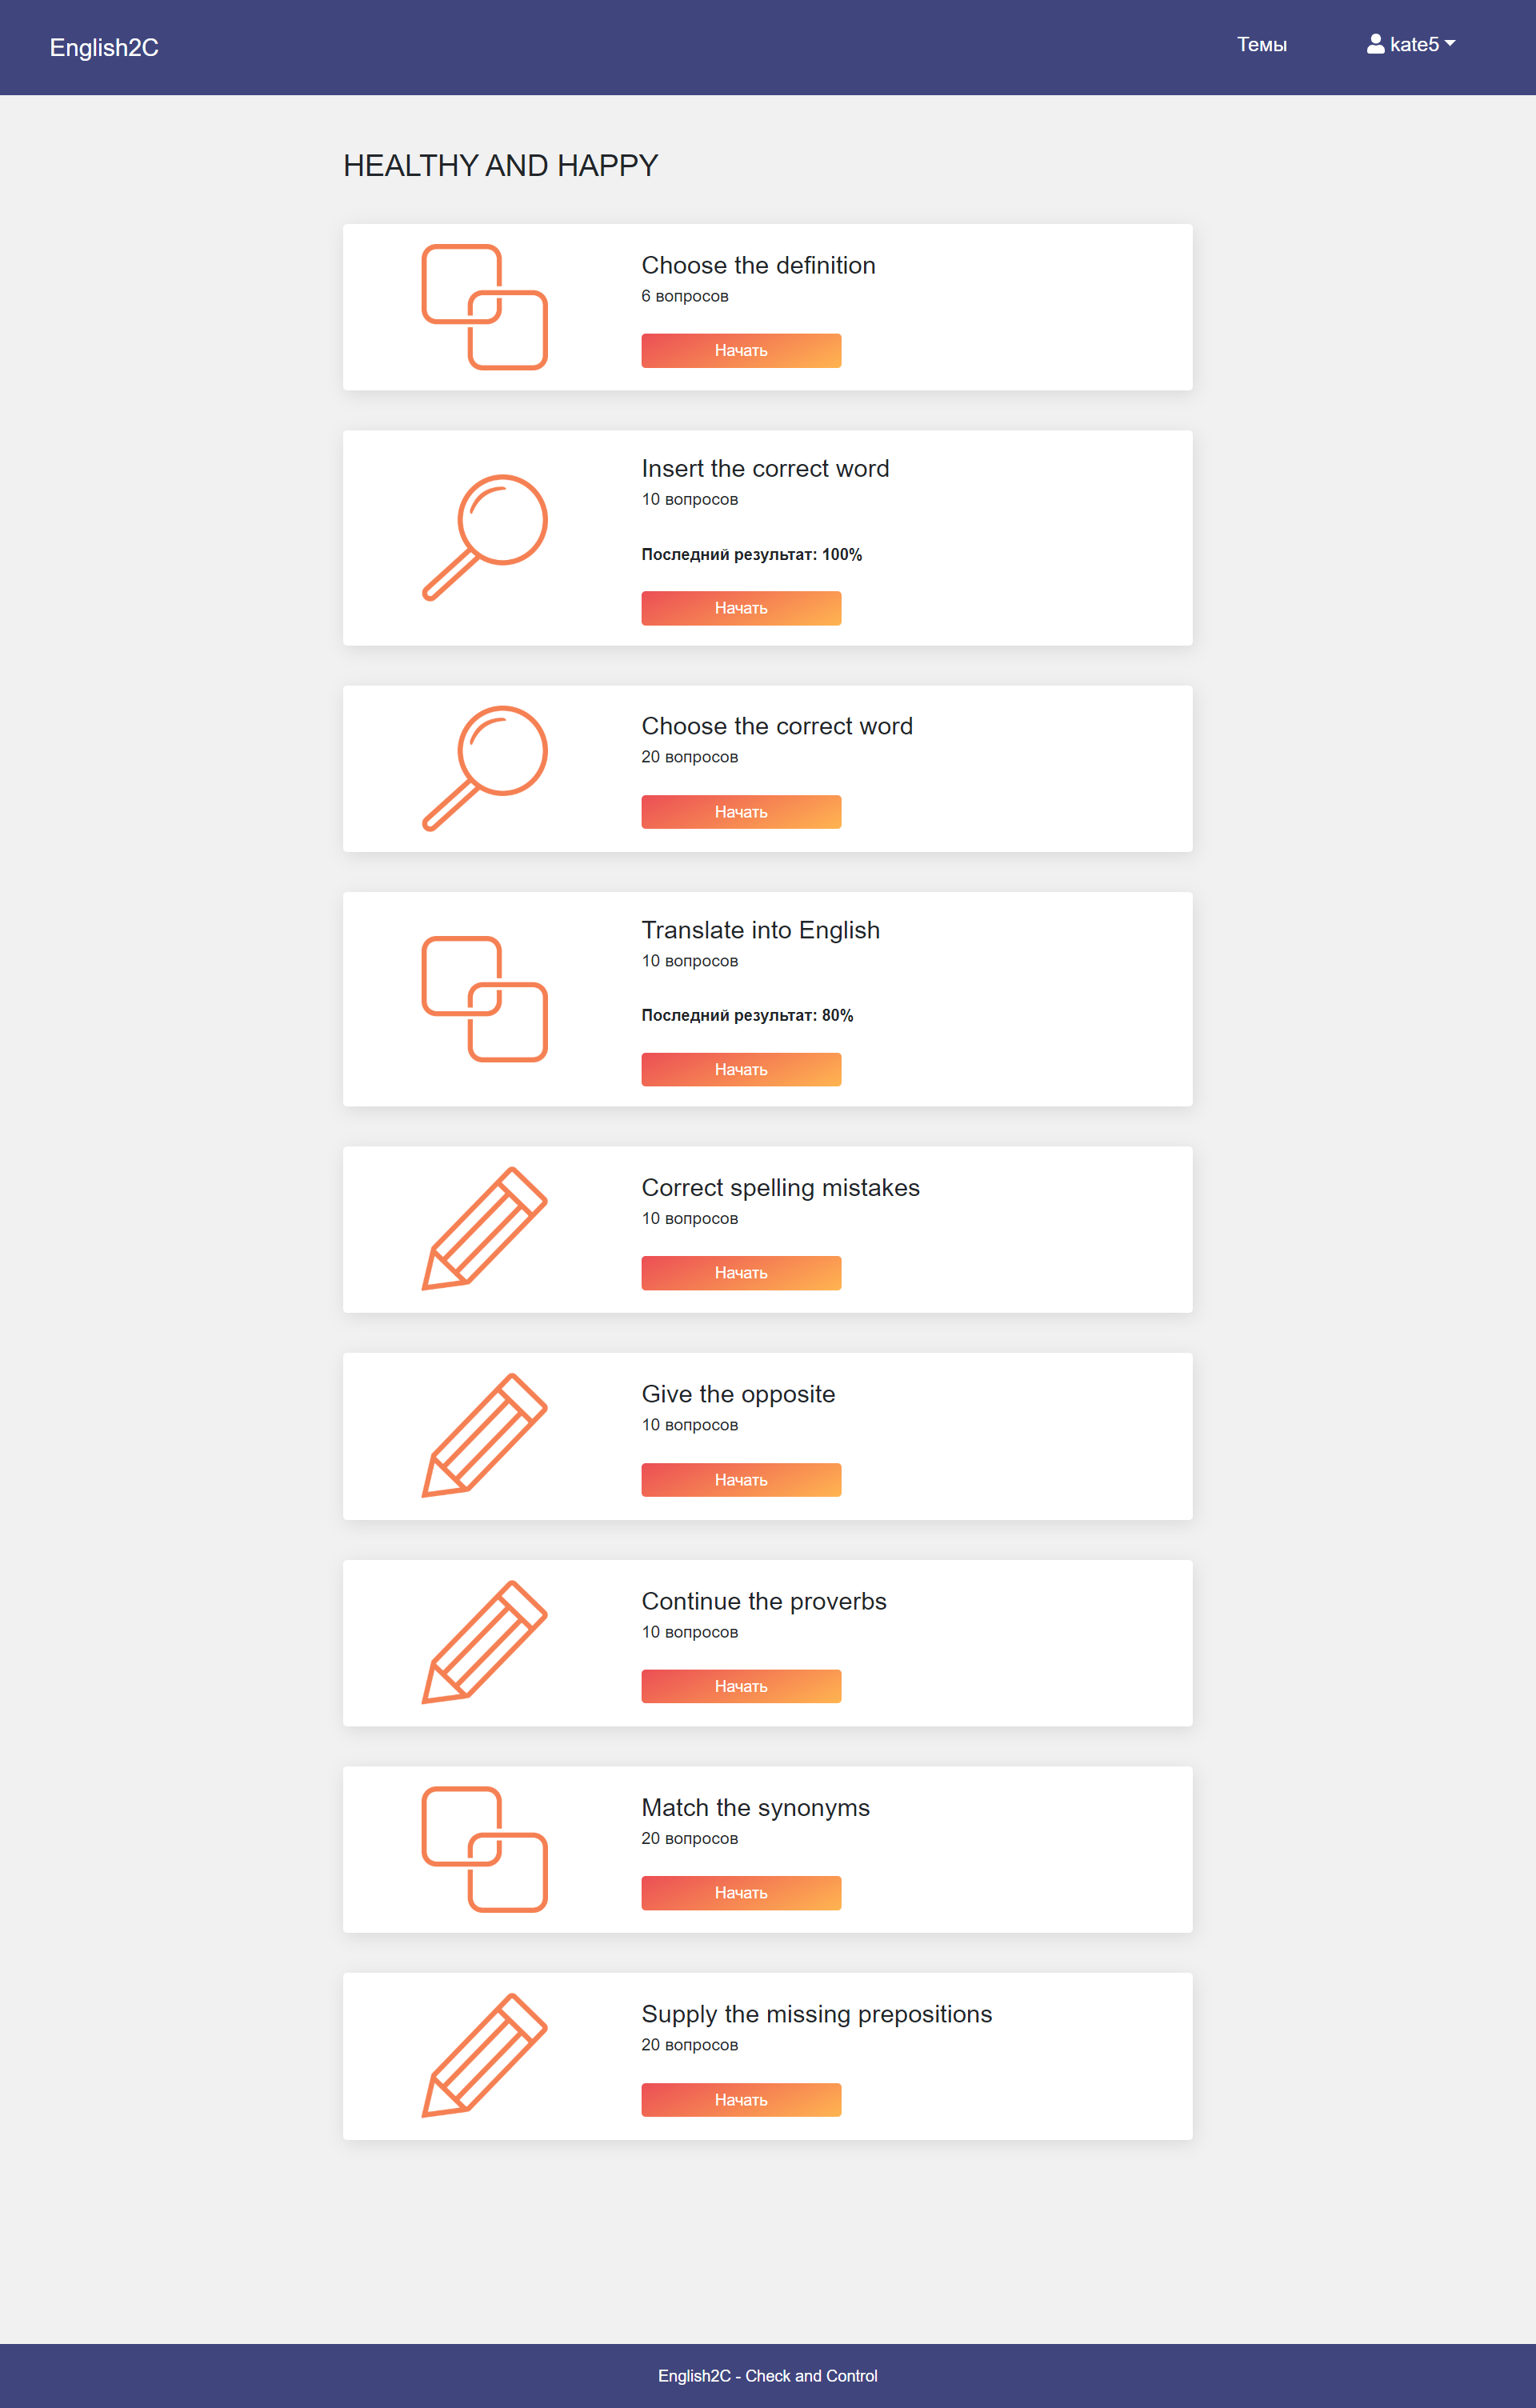 English2C
Темы
kate5
HEALTHY AND HAPPY
Choose the definition
6 вопросов
Начать
Insert the correct word
10 вопросов
Последний результат: 100%
Начать
Choose the correct word
20 вопросов
Начать
Translate into English
10 вопросов
Последний результат: 80%
Начать
Correct spelling mistakes
10 вопросов
Начать
Give the opposite
10 вопросов
Начать
Continue the proverbs
10 вопросов
Начать
Match the synonyms
20 вопросов
Начать
Supply the missing prepositions
20 вопросов
Начать
English2C - Check and Control